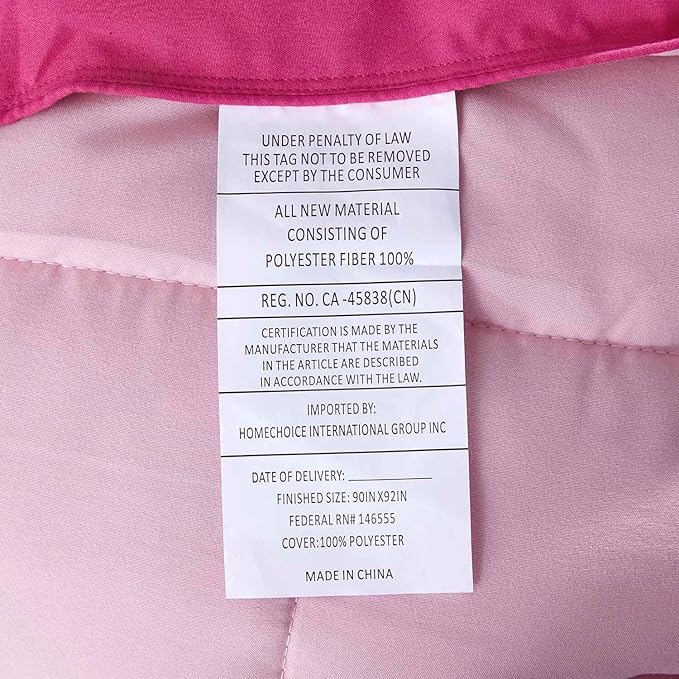 UNDER PENALTY OF LAW
THIS TAG NOT TO BE REMOVED
EXCEPT BY THE CONSUMER
ALL NEW MATERIAL
CONSISTING OF
POLYESTER FIBER 100%
REG. NO. CA -45838(CN)
CERTIFICATION IS MADE BY THE
MANUFACTURER THAT THE MATERIALS
IN THE ARTICLE ARE DESCRIBED
IN ACCORDANCE WITH THE LAW.
IMPORTED BY:
HOMECHOICE INTERNATIONAL GROUP INC
DATE OF DELIVERY:
FINISHED SIZE: 90IN X92IN
FEDERAL RN# 146555
COVER:100% POLYESTER
MADE IN CHINA